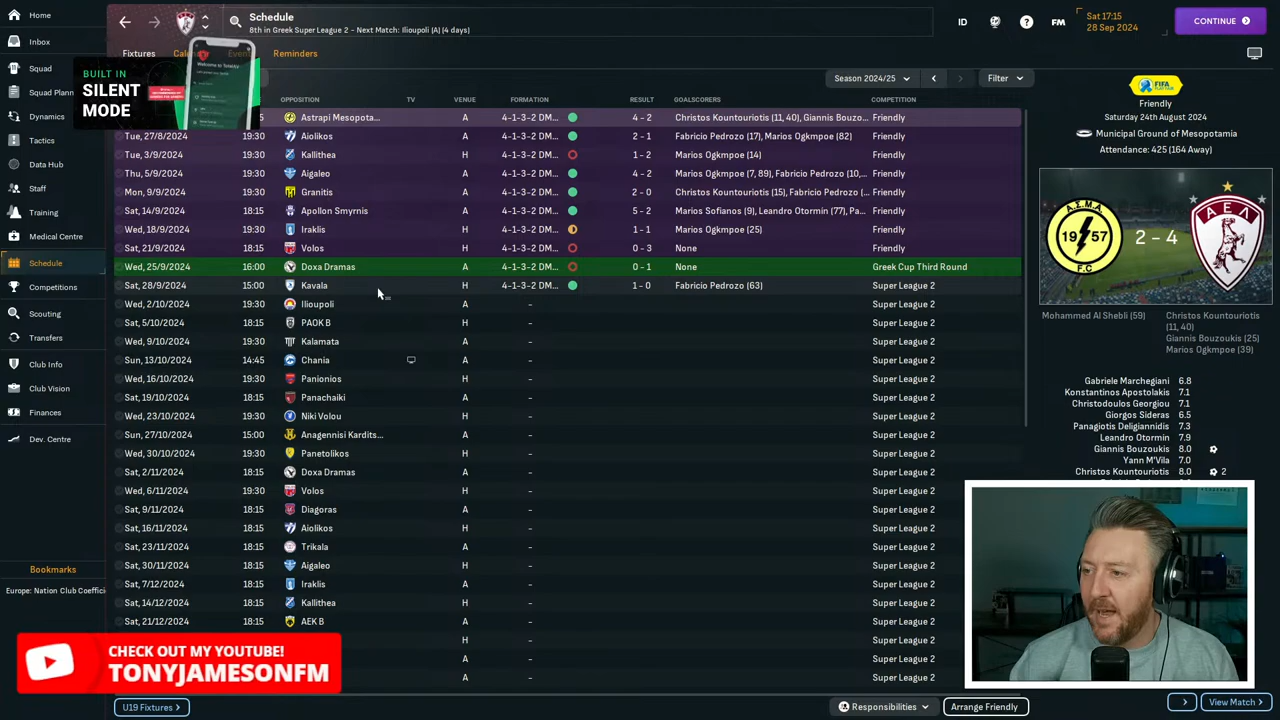 Schedule
8th in Greek Super League 2 - Next Match: Ilioupoli (A) (4 days)
ID
FM
Sat 17:15
28 Sep 2024
CONTINUE
Home
Inbox
Squad
Squad Plann
Dynamics
Tactics
Data Hub
Staff
Training
Medical Centre
Schedule
Competitions
Scouting
Transfers
Club Info
Club Vision
Finances
Dev. Centre
Bookmarks
Europe: Nation Club Coeffici
Fixtures
Reminders
BUILT IN
SILENT
MODE
Season 2024/25
Filter
OPPOSITION TV VENUE FORMATION RESULT GOALSCORERS COMPETITION
Astrapi Mesopota... A 4-1-3-2 DM... Christos Kountouriotis (11, 40), Giannis Bouzo... Friendly
Tue, 27/8/2024 19:30 Aiolikos A 4-1-3-2 DM... 2 - 1 Fabricio Pedrozo (17), Marios Ogkmpoe (82) Friendly
Tue, 3/9/2024 19:30 Kallithea H 4-1-3-2 DM... 1 - 2 Marios Ogkmpoe (14) Friendly
Thu, 5/9/2024 19:30 Aigaleo H 4-1-3-2 DM... 4 - 2 Marios Ogkmpoe (7, 89), Fabricio Pedrozo (10,... Friendly
Mon, 9/9/2024 19:30 Granitis H 4-1-3-2 DM... 2 - 0 Christos Kountouriotis (15), Fabricio Pedrozo (... Friendly
Sat, 14/9/2024 18:15 Apollon Smyrnis H 4-1-3-2 DM... 5 - 2 Marios Sofianos (9), Leandro Otormin (77), Pa... Friendly
Wed, 18/9/2024 19:30 Iraklis H 4-1-3-2 DM... 1 - 1 Marios Ogkmpoe (25) Friendly
Sat, 21/9/2024 18:15 Volos H 4-1-3-2 DM... 0 - 3 None Friendly
Wed, 25/9/2024 16:00 Doxa Dramas A 4-1-3-2 DM... 0 - 1 None Greek Cup Third Round
Sat, 28/9/2024 15:00 Kavala H 4-1-3-2 DM... 1 - 0 Fabricio Pedrozo (63) Super League 2
Wed, 2/10/2024 19:30 Ilioupoli A - Super League 2
Sat, 5/10/2024 18:15 PAOK B H - Super League 2
Wed, 9/10/2024 19:30 Kalamata A - Super League 2
Sun, 13/10/2024 14:45 Chania A - Super League 2
Wed, 16/10/2024 19:30 Panionios H - Super League 2
Sat, 19/10/2024 18:15 Panachaiki A - Super League 2
Wed, 23/10/2024 19:30 Niki Volou H - Super League 2
Sun, 27/10/2024 15:00 Anagennisi Kardits... A - Super League 2
Wed, 30/10/2024 19:30 Panetolikos H - Super League 2
Sat, 2/11/2024 18:15 Doxa Dramas A - Super League 2
Wed, 6/11/2024 19:30 Volos H - Super League 2
Sat, 9/11/2024 18:15 Diagoras A - Super League 2
Sat, 16/11/2024 18:15 Aiolikos H - Super League 2
Sat, 23/11/2024 18:15 Trikala A - Super League 2
Sat, 30/11/2024 18:15 Aigaleo H - Super League 2
Sat, 7/12/2024 18:15 Iraklis A - Super League 2
Sat, 14/12/2024 18:15 Kallithea H - Super League 2
Sat, 21/12/2024 18:15 AEK B A - Super League 2
H - Super League 2
A - Super League 2
A - Super League 2
CHECK OUT MY YOUTUBE!
TONYJAMESONFM
U19 Fixtures
Responsibilities
Arrange Friendly
View Match
Friendly
Saturday 24th August 2024
Municipal Ground of Mesopotamia
Attendance: 425 (164 Away)
A.E.M.A.
1957
F.C
2 - 4
AEΛ
Mohammed Al Shebli (59)
Christos Kountouriotis
(11, 40)
Giannis Bouzoukis (25)
Marios Ogkmpoe (39)
Gabriele Marchegiani 6.8
Konstantinos Apostolakis 7.1
Christodoulos Georgiou 7.1
Giorgos Sideras 6.5
Panagiotis Deligiannidis 7.3
Leandro Otormin 7.9
Giannis Bouzoukis 8.0
Yann M'Vila 7.0
Christos Kountouriotis 8.0 2